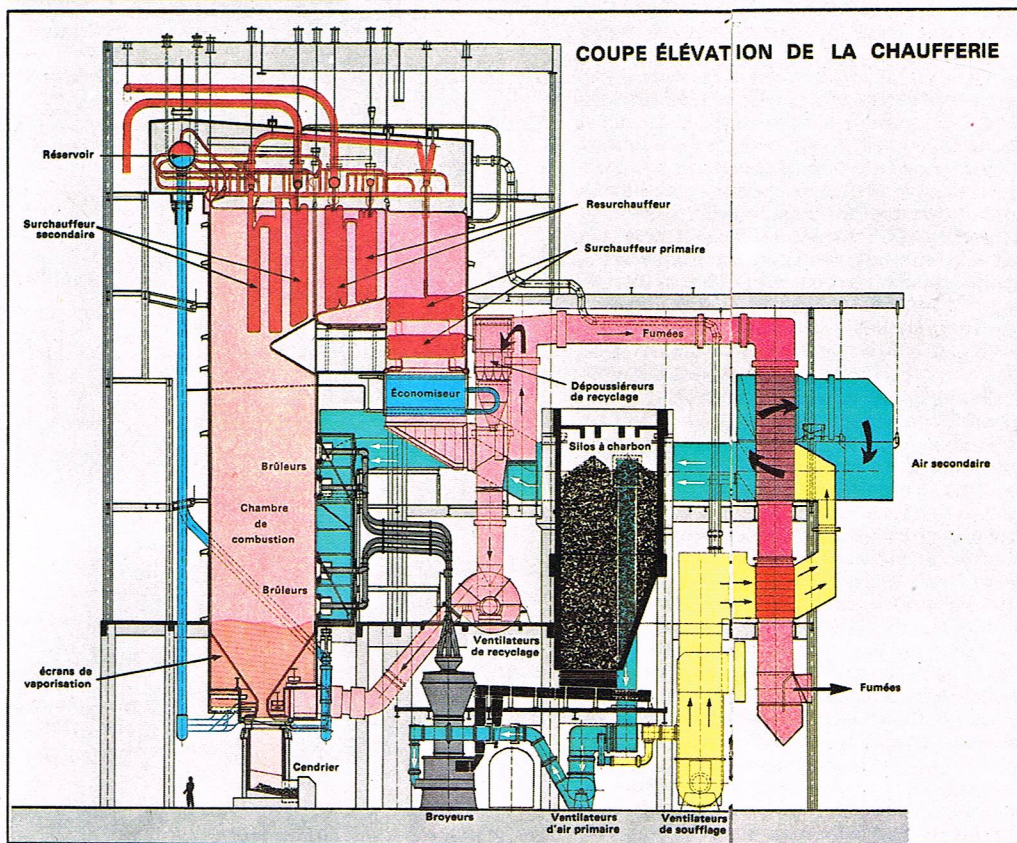 COUPE ÉLÉVATION DE LA CHAUFFERIE
Réservoir
Surchauffeur
secondaire
Resurchauffeur
Surchauffeur primaire
Fumées
Dépoussiéreurs
de recyclage
Économiseur
Silos à charbon
Brûleurs
Air secondaire
Chambre
de
combustion
Brûleurs
Ventilateurs
de recyclage
écrans de
vaporisation
Fumées
Cendrier
Broyeurs
Ventilateurs
d'air primaire
Ventilateurs
de soufflage